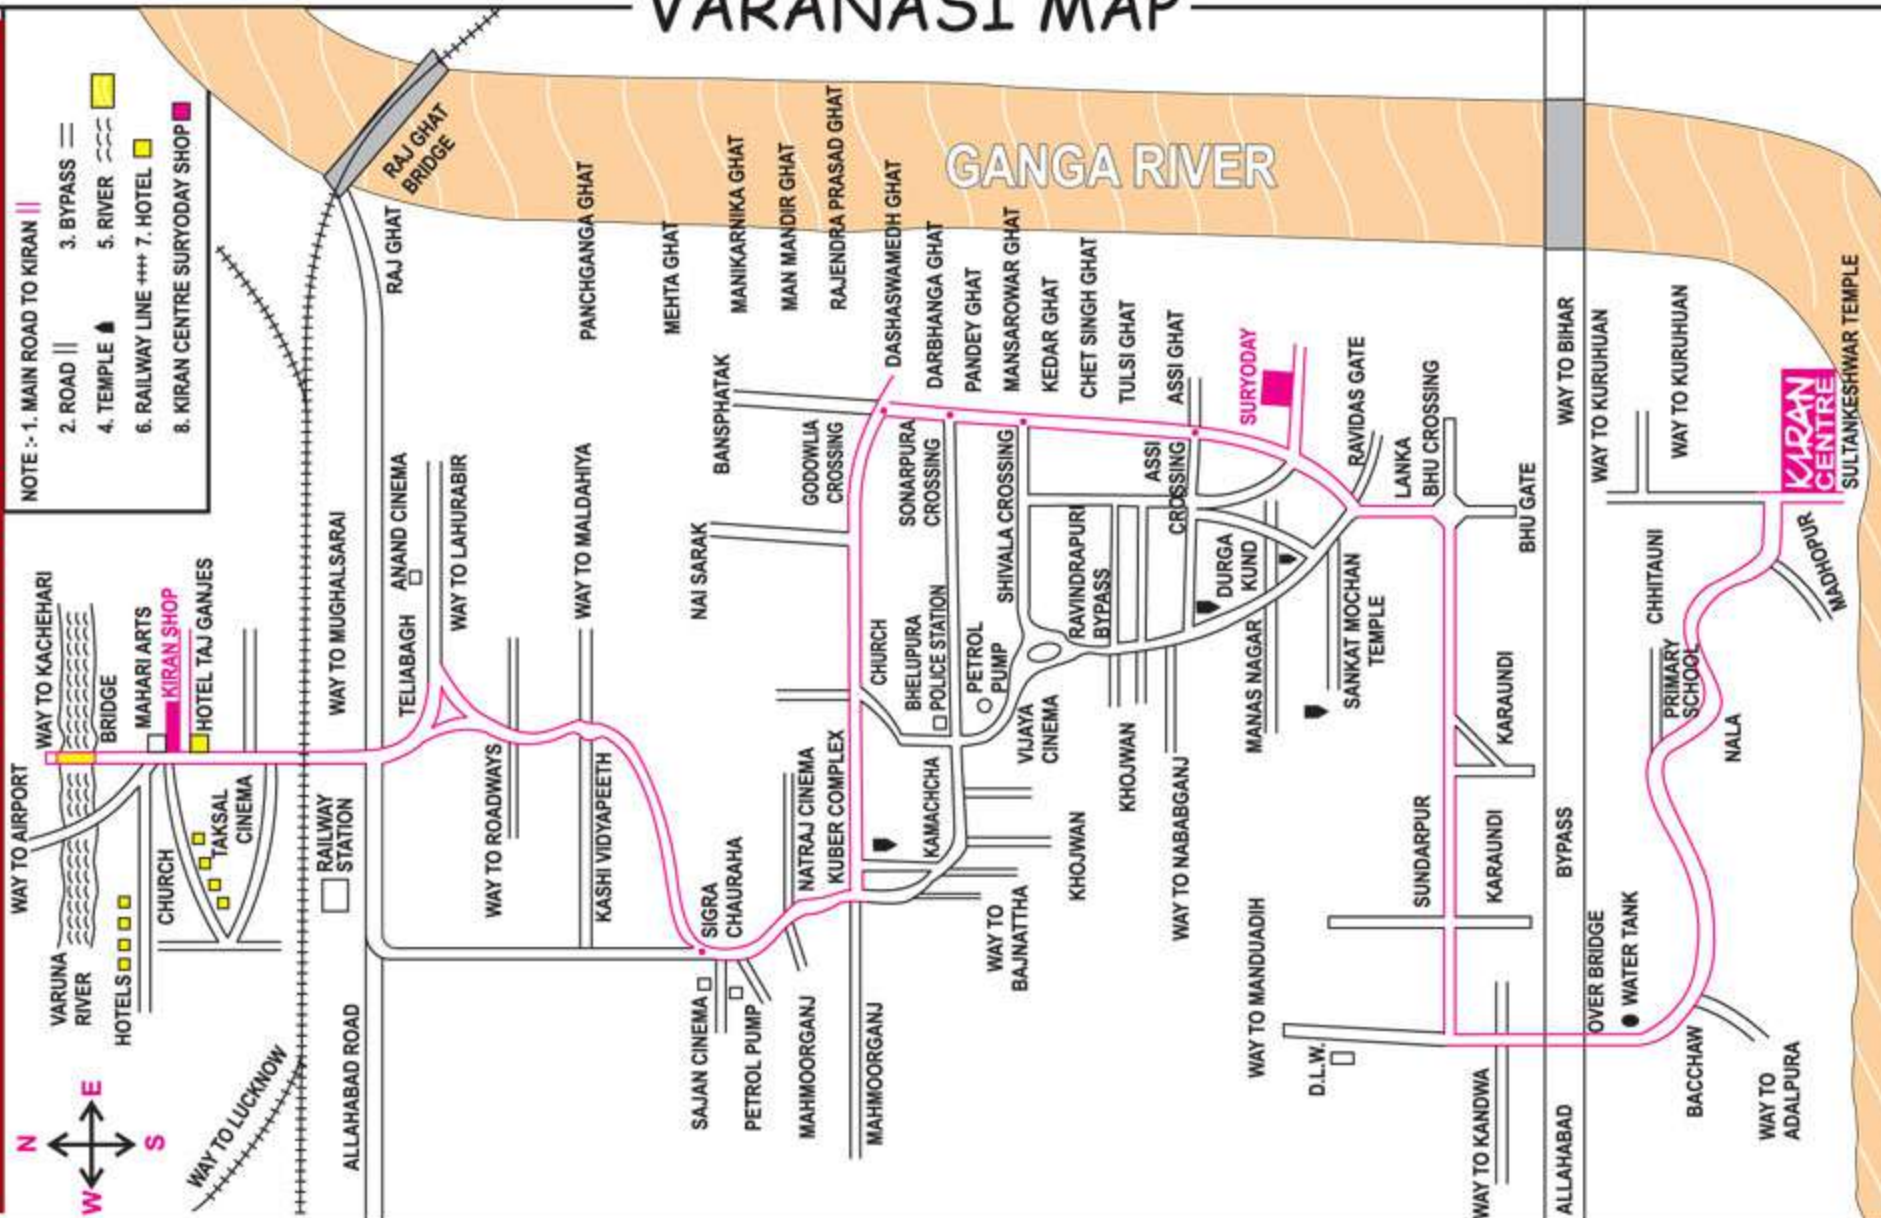 VARANASI MAP
NOTE :- 1. MAIN ROAD TO KIRAN
2. ROAD
3. BYPASS
4. TEMPLE
5. RIVER
6. RAILWAY LINE
7. HOTEL
8. KIRAN CENTRE SURYODAY SHOP
N
E
S
W
WAY TO AIRPORT
WAY TO KACHEHARI
VARUNA
RIVER
BRIDGE
MAHARI ARTS
KIRAN SHOP
HOTEL TAJ GANJES
HOTELS
CHURCH
TAKSAL
CINEMA
WAY TO LUCKNOW
RAILWAY
STATION
WAY TO MUGHALSARAI
ALLAHABAD ROAD
RAJ GHAT
BRIDGE
RAJ GHAT
TELIABAGH
ANAND CINEMA
WAY TO LAHURABIR
WAY TO ROADWAYS
WAY TO MALDAHIYA
KASHI VIDYAPEETH
PANCHGANGA GHAT
MEHTA GHAT
MANIKARNIKA GHAT
MAN MANDIR GHAT
RAJENDRA PRASAD GHAT
DASHASWAMEDH GHAT
DARBHANGA GHAT
PANDEY GHAT
MANSAROWAR GHAT
KEDAR GHAT
CHET SINGH GHAT
TULSI GHAT
ASSI GHAT
GANGA RIVER
BANSPHATAK
NAI SARAK
GODOWLIA
CROSSING
SONARPURA
CROSSING
SHIVALA CROSSING
ASSI
CROSSING
SURYODAY
RAVIDAS GATE
LANKA
BHU CROSSING
BHU GATE
SIGRA
CHAURAHA
SAJAN CINEMA
PETROL PUMP
NATRAJ CINEMA
KUBER COMPLEX
MAHMOORGANJ
MAHMOORGANJ
CHURCH
BHELUPURA
POLICE STATION
PETROL
PUMP
KAMACHCHA
VIJAYA
CINEMA
WAY TO
BAJNATTHA
KHOJWAN
KHOJWAN
RAVINDRAPURI
BYPASS
WAY TO NABABGANJ
DURGA
KUND
MANAS NAGAR
SANKAT MOCHAN
TEMPLE
WAY TO MANDUADIH
D.L.W.
SUNDARPUR
KARAUNDI
KARAUNDI
WAY TO KANDWA
ALLAHABAD
BYPASS
WAY TO BIHAR
OVER BRIDGE
WATER TANK
BACCHAW
WAY TO
ADALPURA
NALA
PRIMARY
SCHOOL
CHHITAUNI
MADHOPUR
WAY TO KURUHUAN
WAY TO KURUHUAN
KIRAN
CENTRE
SULTANKESHWAR TEMPLE